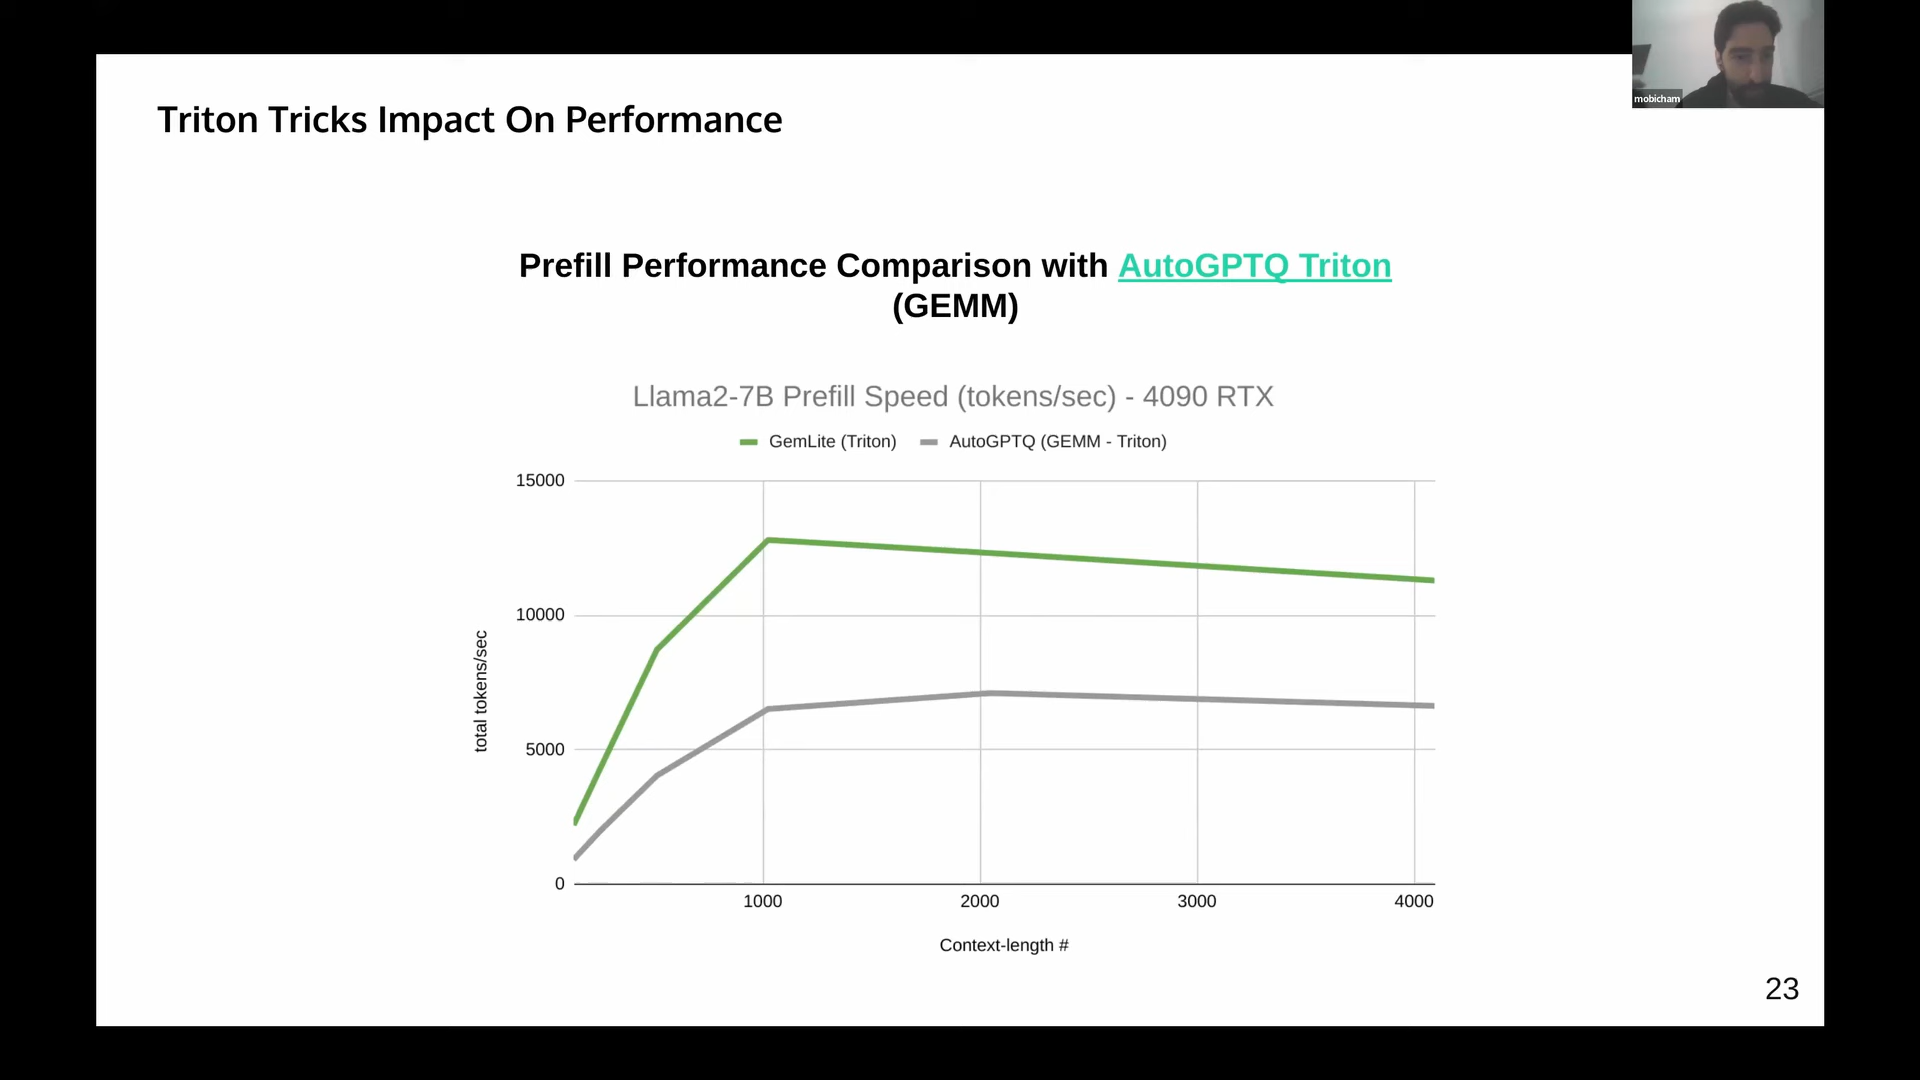 mobicham
Triton Tricks Impact On Performance
Prefill Performance Comparison with AutoGPTQ Triton
(GEMM)
Llama2-7B Prefill Speed (tokens/sec) - 4090 RTX
GemLite (Triton) AutoGPTQ (GEMM - Triton)
15000
10000
5000
0
total tokens/sec
1000 2000 3000 4000
Context-length #
23